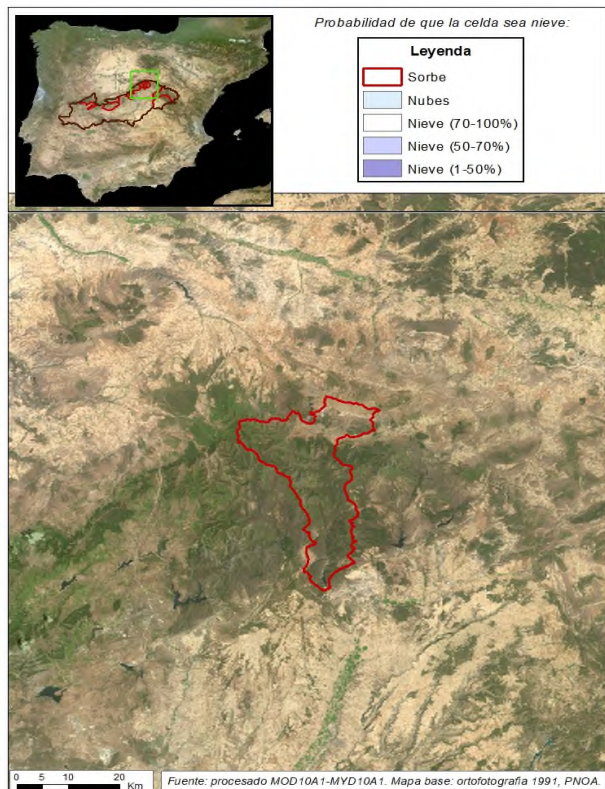 Probabilidad de que la celda sea nieve:
Leyenda
Sorbe
Nubes
Nieve (70-100%)
Nieve (50-70%)
Nieve (1-50%)
0 5 10 20
Km
Fuente: procesado MOD10A1-MYD10A1. Mapa base: ortofotografía 1991, PNOA.